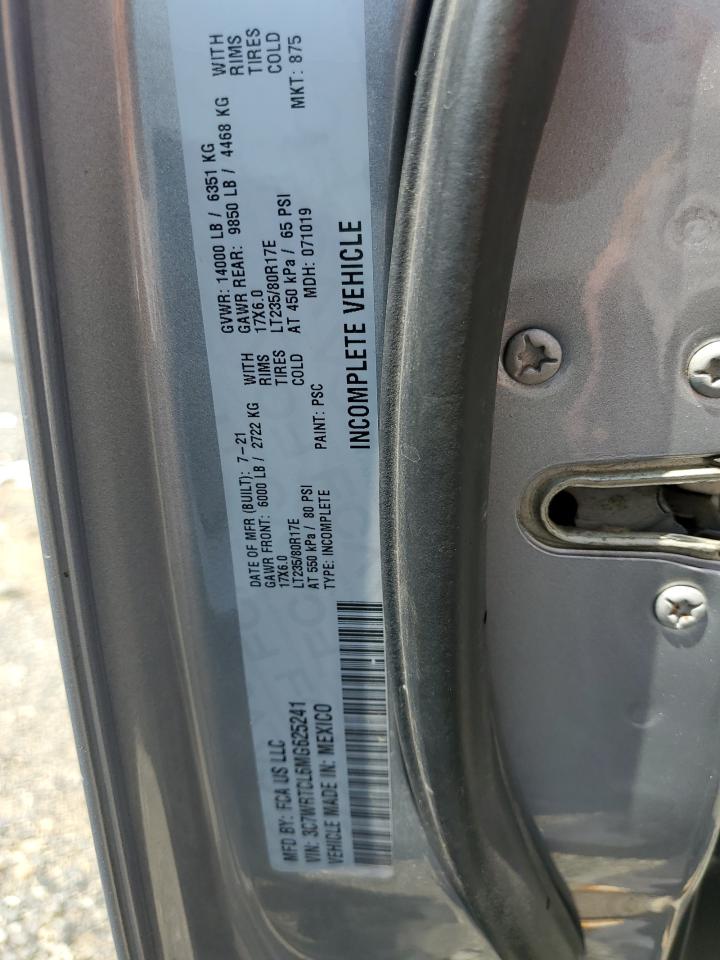 MFD BY: FCA US LLC
VIN: 3C7WRTCL6MG625241
VEHICLE MADE IN: MEXICO
DATE OF MFR (BUILT): 7-21
GAWR FRONT: 6000 LB / 2722 KG WITH
17X6.0 RIMS
LT235/80R17E TIRES
AT 550 kPa / 80 PSI COLD
TYPE: INCOMPLETE PAINT: PSC
GVWR: 14000 LB / 6351 KG
GAWR REAR: 9850 LB / 4468 KG WITH
17X6.0 RIMS
LT235/80R17E TIRES
AT 450 kPa / 65 PSI COLD
MDH: 071019 MKT: 875
INCOMPLETE VEHICLE